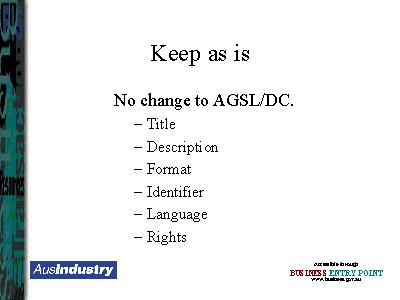 Keep as is
No change to AGSL/DC.
– Title
– Description
– Format
– Identifier
– Language
– Rights
AusIndustry
Accessible through
BUSINESS ENTRY POINT
www.business.gov.au